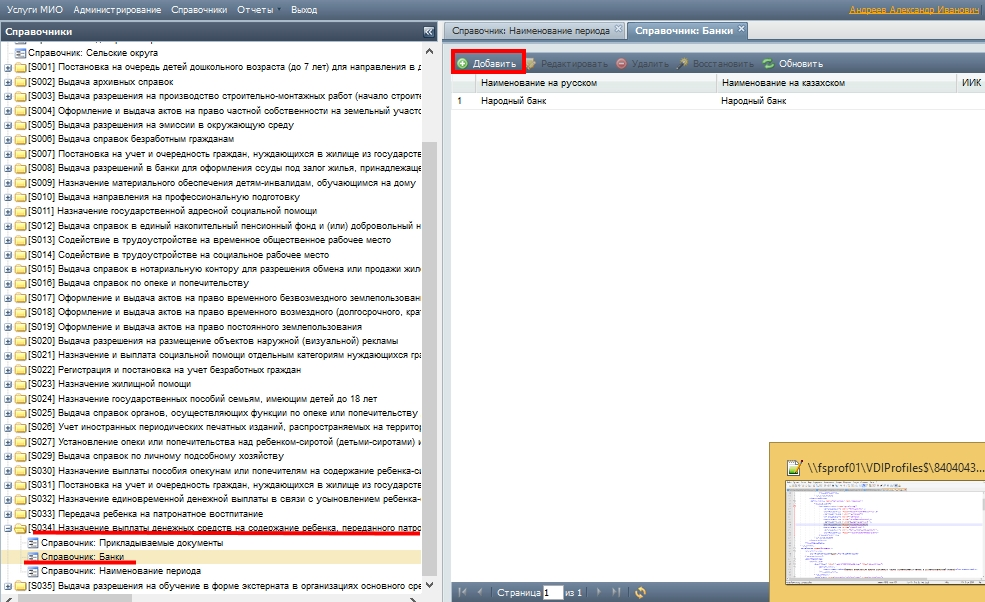 Услуги МИО Администрирование Справочники Отчеты Выход
Андреев Александр Иванович
Справочники
Справочник: Сельские округа
[S001] Постановка на очередь детей дошкольного возраста (до 7 лет) для направления в д
[S002] Выдача архивных справок
[S003] Выдача разрешения на производство строительно-монтажных работ (начало строите
[S004] Оформление и выдача актов на право частной собственности на земельный участо
[S005] Выдача разрешения на эмиссии в окружающую среду
[S006] Выдача справок безработным гражданам
[S007] Постановка на учет и очередность граждан, нуждающихся в жилище из государств
[S008] Выдача разрешений в банки для оформления ссуды под залог жилья, принадлежаще
[S009] Назначение материального обеспечения детям-инвалидам, обучающимся на дому
[S010] Выдача направления на профессиональную подготовку
[S011] Назначение государственной адресной социальной помощи
[S012] Выдача справок в единый накопительный пенсионный фонд и (или) добровольный н
[S013] Содействие в трудоустройстве на временное общественное рабочее место
[S014] Содействие в трудоустройстве на социальное рабочее место
[S015] Выдача справок в нотариальную контору для разрешения обмена или продажи жил
[S016] Выдача справок по опеке и попечительству
[S017] Оформление и выдача актов на право временного безвозмездного землепользован
[S018] Оформление и выдача актов на право временного возмездного (долгосрочного, кра
[S019] Оформление и выдача актов на право постоянного землепользования
[S020] Выдача разрешения на размещение объектов наружной (визуальной) рекламы
[S021] Назначение и выплата социальной помощи отдельным категориям нуждающихся гра
[S022] Регистрация и постановка на учет безработных граждан
[S023] Назначение жилищной помощи
[S024] Назначение государственных пособий семьям, имеющим детей до 18 лет
[S025] Выдача справок органов, осуществляющих функции по опеке или попечительству
[S026] Учет иностранных периодических печатных изданий, распространяемых на территор
[S027] Установление опеки или попечительства над ребенком-сиротой (детьми-сиротами) и
[S029] Выдача справок по личному подсобному хозяйству
[S030] Назначение выплаты пособия опекунам или попечителям на содержание ребенка-си
[S031] Постановка на учет и очередность граждан, нуждающихся в жилище из государств
[S032] Назначение единовременной денежной выплаты в связи с усыновлением ребенка-
[S033] Передача ребенка на патронатное воспитание
[S034] Назначение выплаты денежных средств на содержание ребенка, переданного патро
Справочник: Прикладываемые документы
Справочник: Банки
Справочник: Наименование периода
[S035] Выдача разрешения на обучение в форме экстерната в организациях основного сре
Справочник: Наименование периода Справочник: Банки
Добавить Редактировать Удалить Восстановить Обновить
Наименование на русском Наименование на казахском ИИК
1 Народный банк Народный банк
\\fsprof01\VDIProfiles$\8404043...
Страница 1 из 1